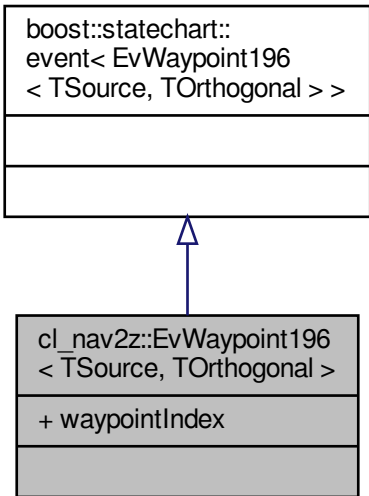 boost::statechart::
event< EvWaypoint196
< TSource, TOrthogonal > >
cl_nav2z::EvWaypoint196
< TSource, TOrthogonal >
+ waypointIndex